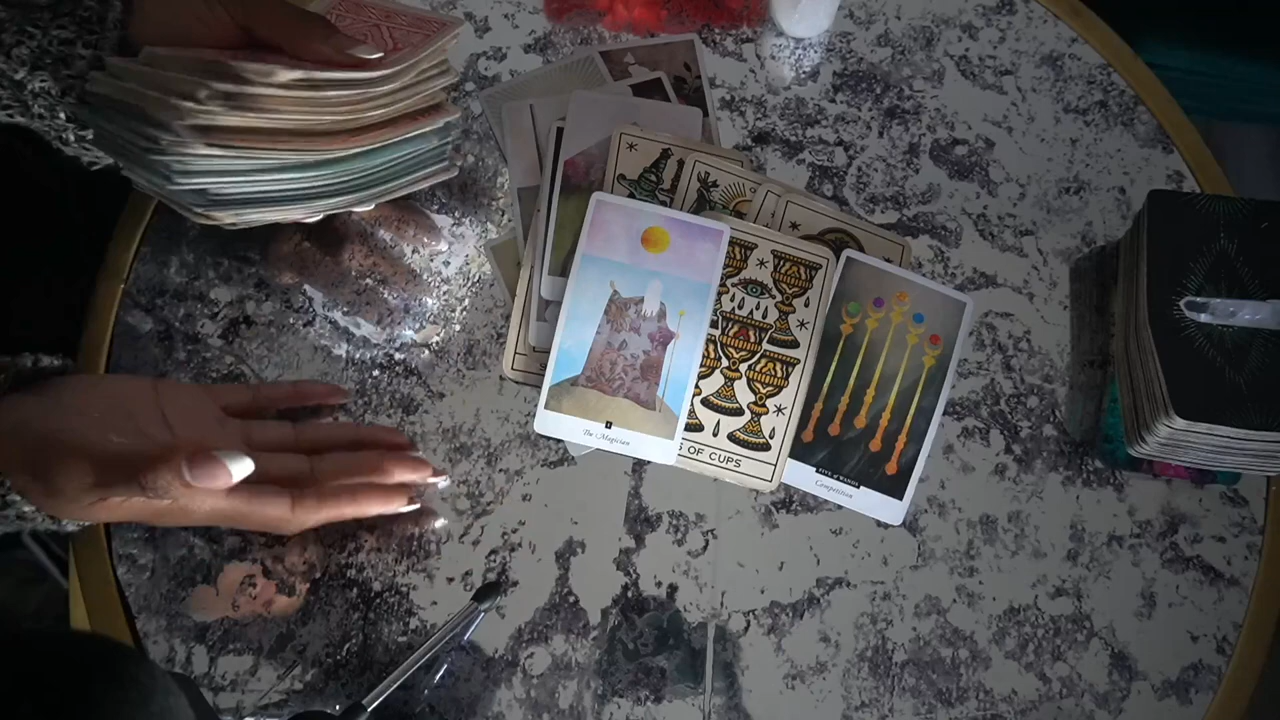 I
The Magician
OF CUPS
FIVE of WANDS
Competition